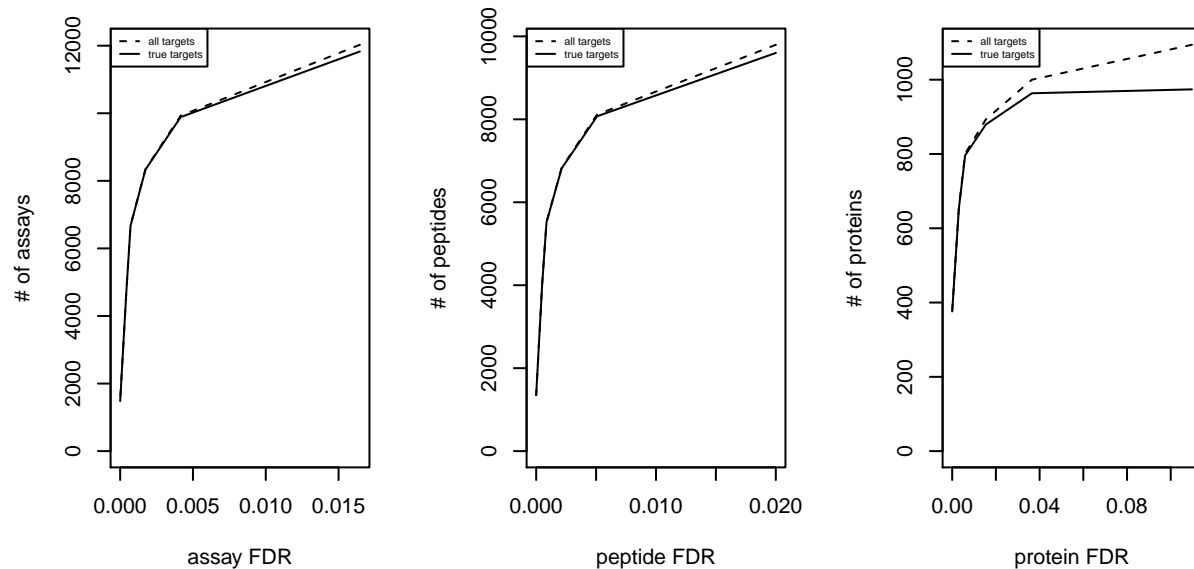 all targets
true targets
# of assays
0
2000
4000
6000
8000
12000
0.000
0.005
0.010
0.015
assay FDR
all targets
true targets
# of peptides
0
2000
4000
6000
8000
10000
0.000
0.010
0.020
peptide FDR
all targets
true targets
# of proteins
0
200
400
600
800
1000
0.00
0.04
0.08
protein FDR